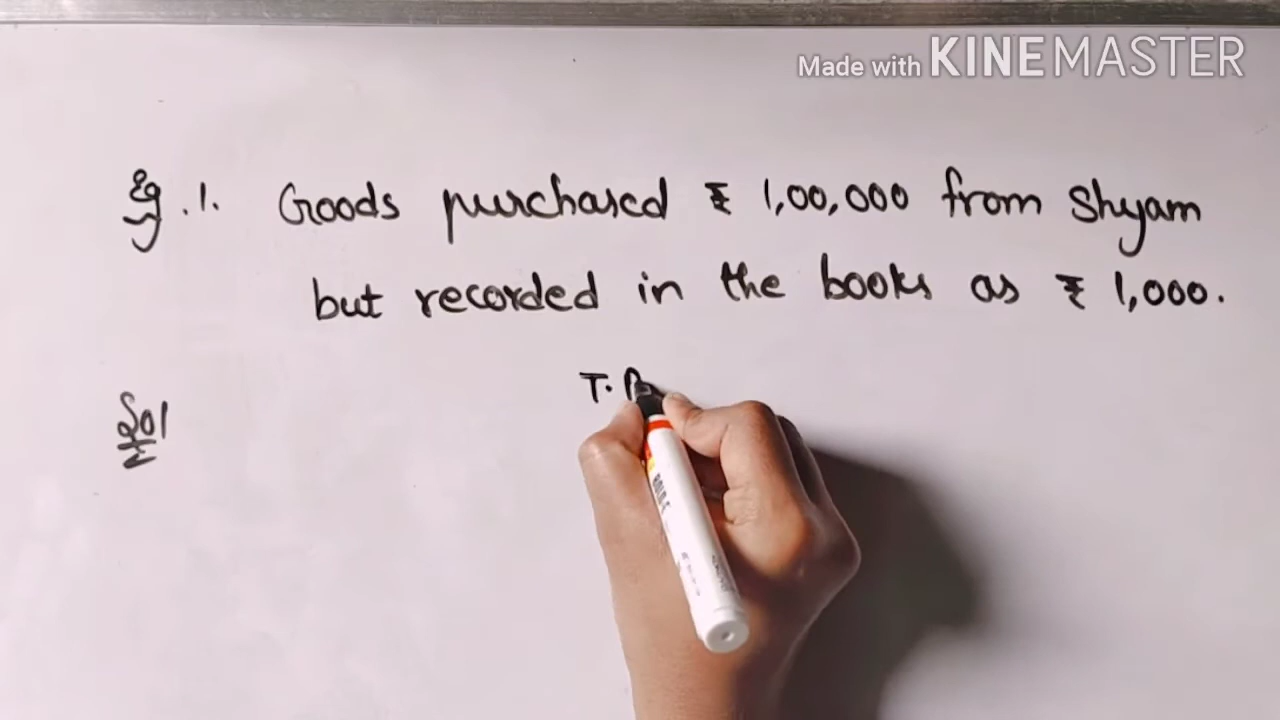 Made with KINEMASTER
Eg.1. Goods purchased ₹ 1,00,000 from Shyam
but recorded in the books as ₹ 1,000.
Sol
T.